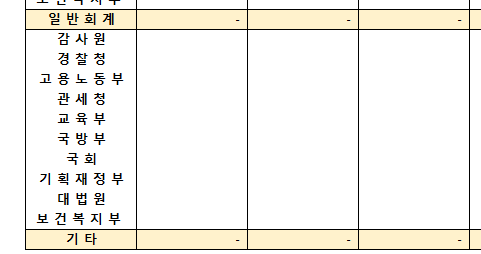 일반회계 - - -
감사원
경찰청
고용노동부
관세청
교육부
국방부
국회
기획재정부
대법원
보건복지부
기타 - - -